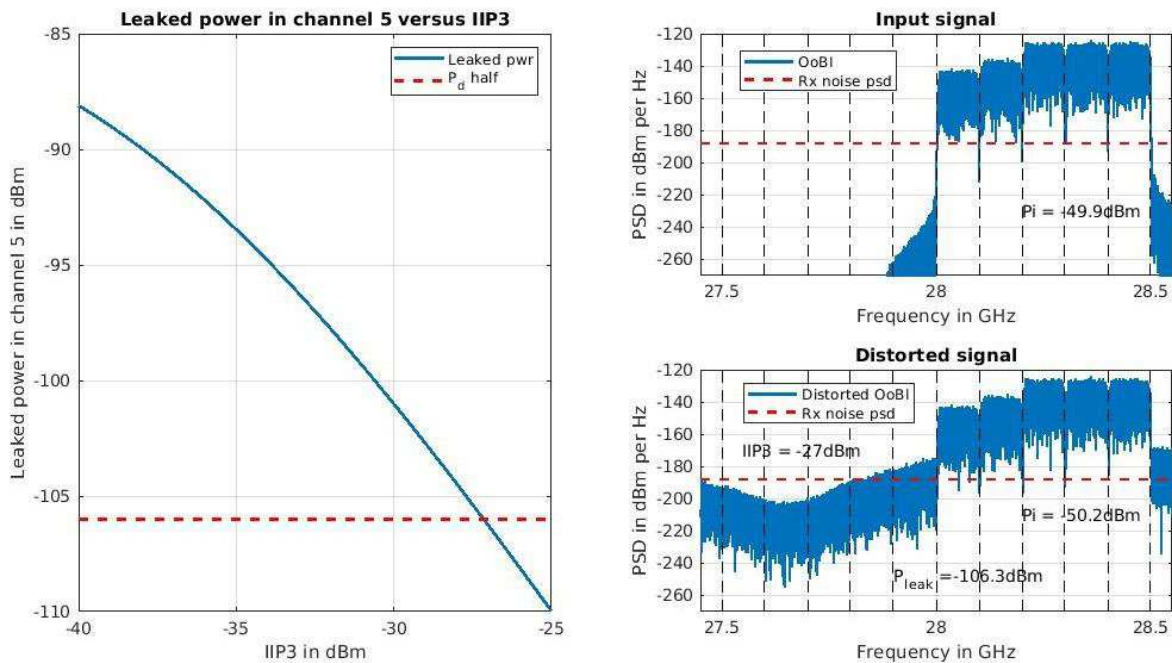 Leaked power in channel 5 versus IIP3
-85
-90
-95
-100
-105
-110
Leaked power in channel 5 in dBm
-40
-35
-30
-25
IIP3 in dBm
Leaked pwr
P_d half
Input signal
-120
-140
-160
-180
-200
-220
-240
-260
PSD in dBm per Hz
OoBI
Rx noise psd
Pi = -49.9dBm
27.5
28
28.5
Frequency in GHz
Distorted signal
-120
-140
-160
-180
-200
-220
-240
-260
PSD in dBm per Hz
Distorted OoBI
Rx noise psd
IIP3 = -27dBm
Pi = -50.2dBm
P_leak =-106.3dBm
27.5
28
28.5
Frequency in GHz